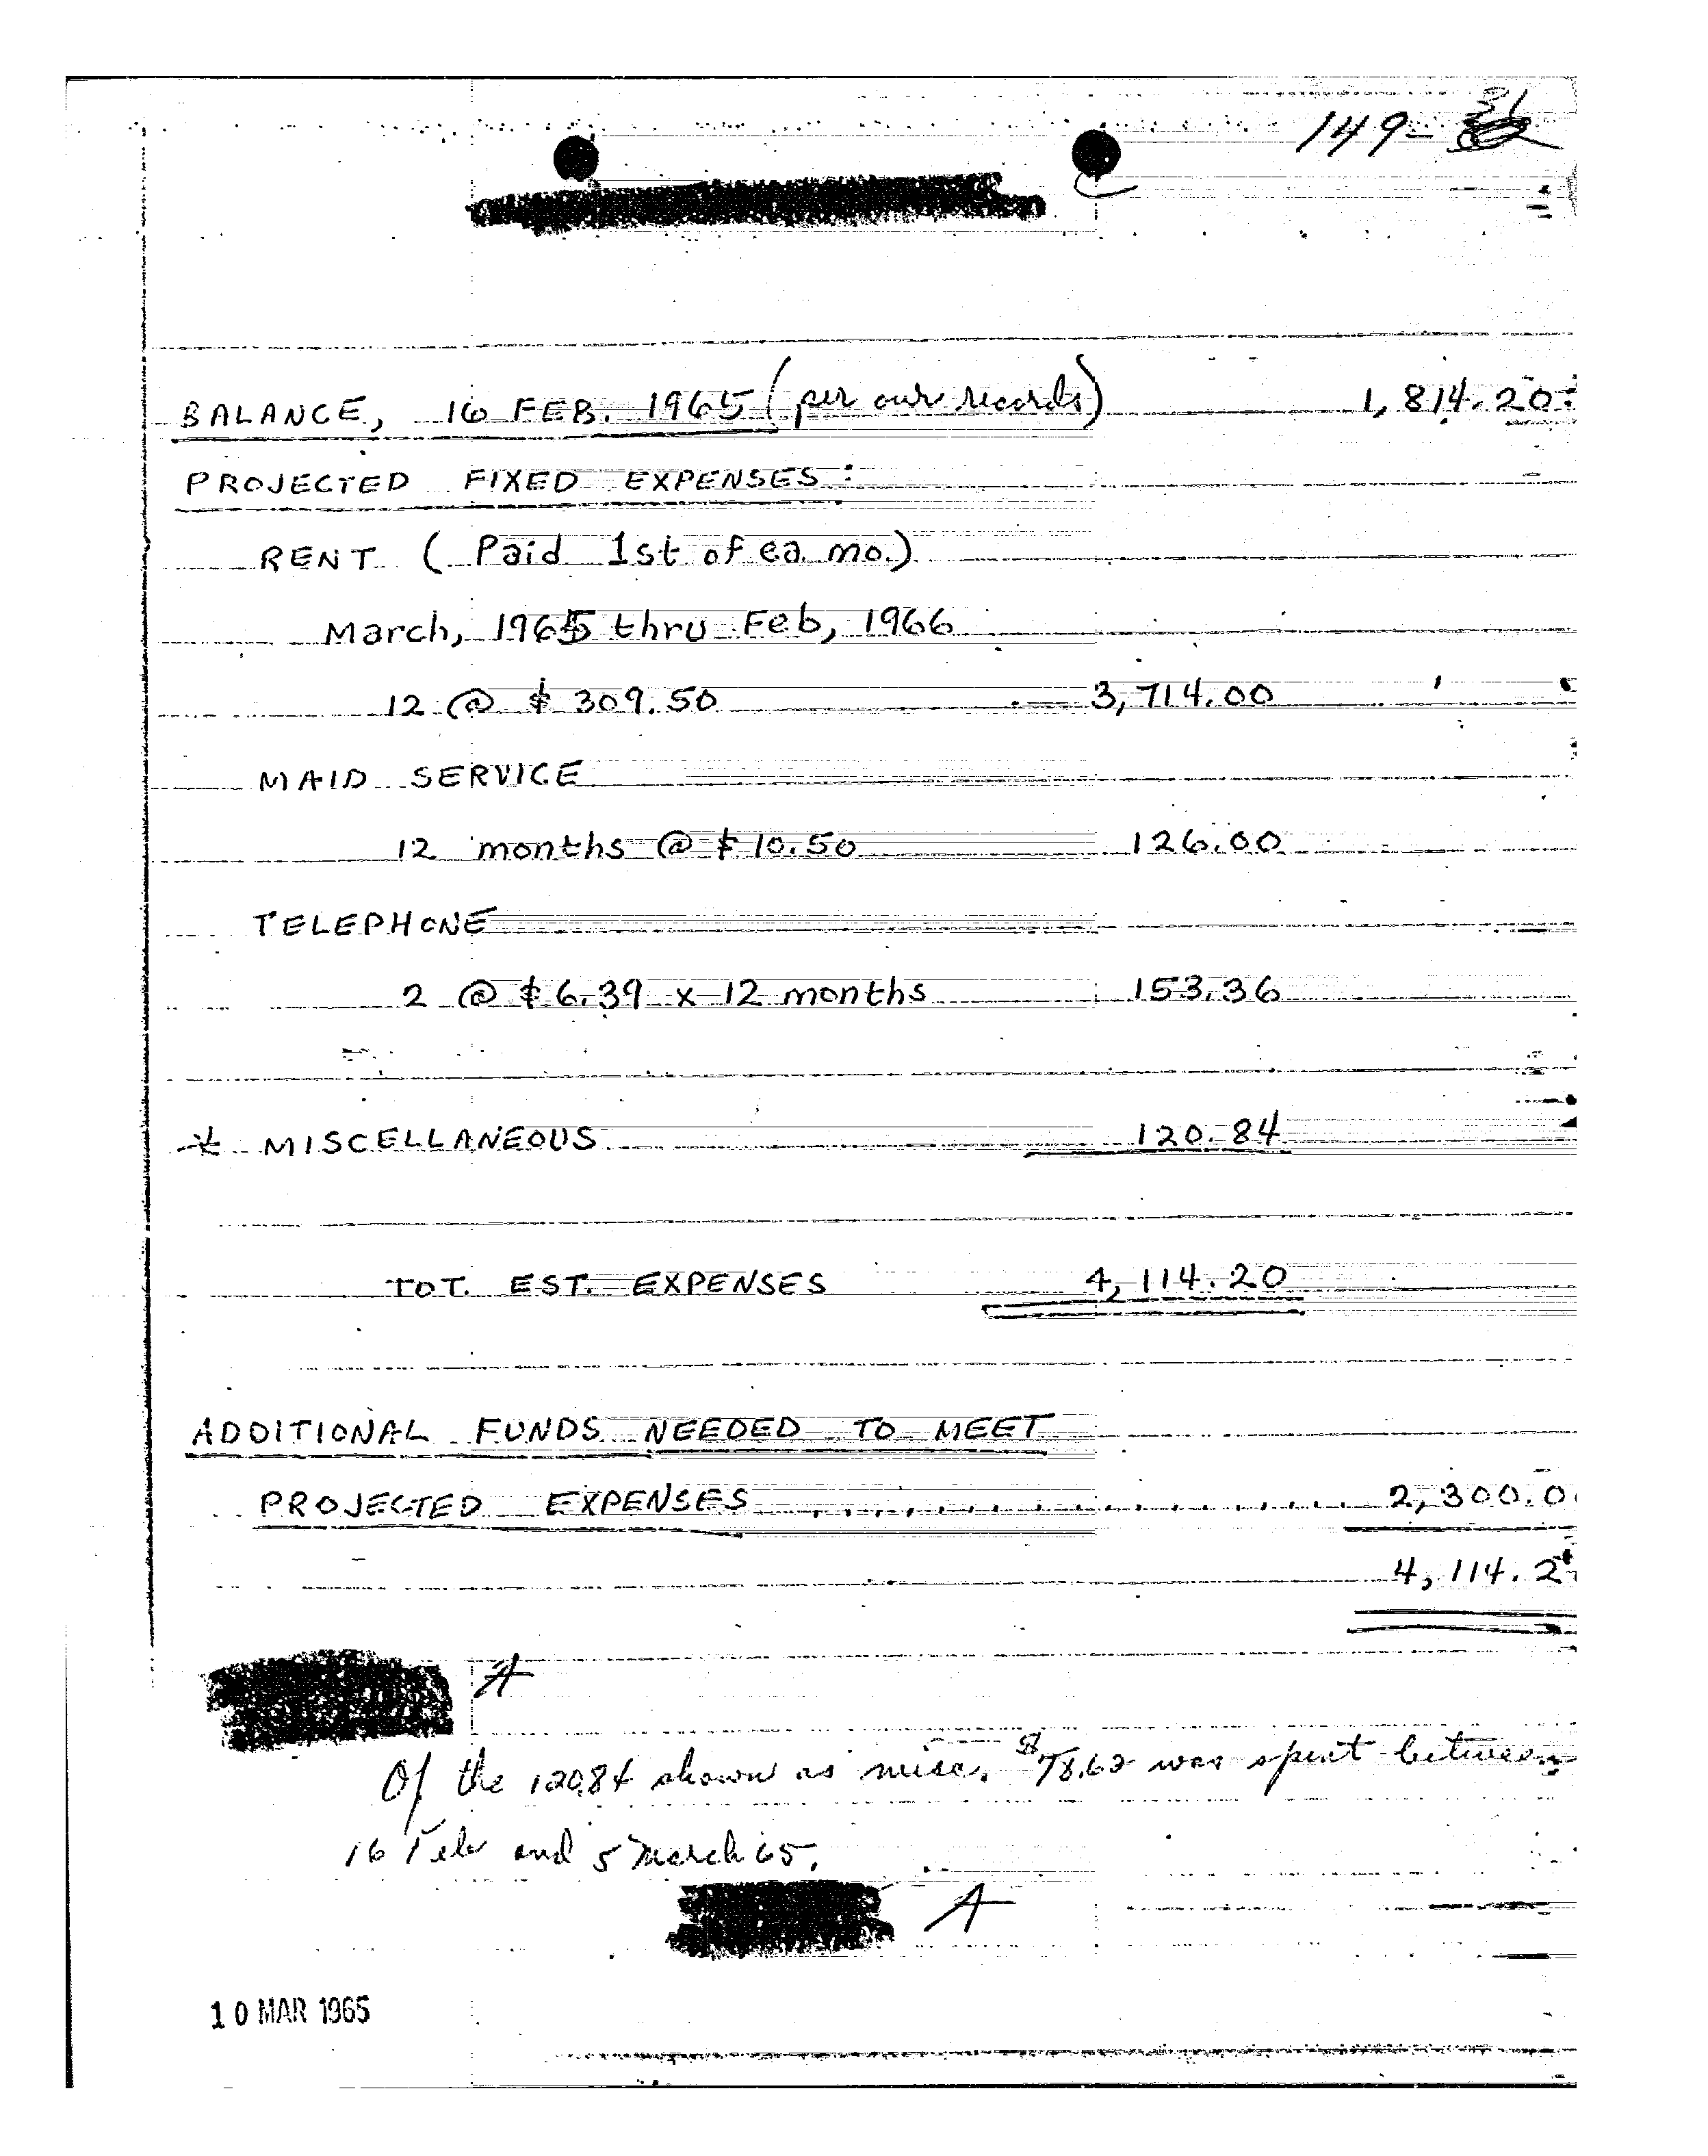 149-
BALANCE, 16 FEB. 1965 (per our records) 1,814.20
PROJECTED FIXED EXPENSES:
RENT (Paid 1st of ea. mo.)
March, 1965 thru Feb, 1966
12 @ $ 309.50 3,714.00
MAID SERVICE
12 months @ $ 10.50 126.00
TELEPHONE
2 @ $ 6.39 x 12 months 153.36
* MISCELLANEOUS 120.84
TOT. EST. EXPENSES 4,114.20
ADDITIONAL FUNDS NEEDED TO MEET
PROJECTED EXPENSES ................ 2,300.0
4,114.2
A
Of the 120.84 shown as misc. $78.62 was spent between
16 Feb and 5 March 65.
A
10 MAR 1965